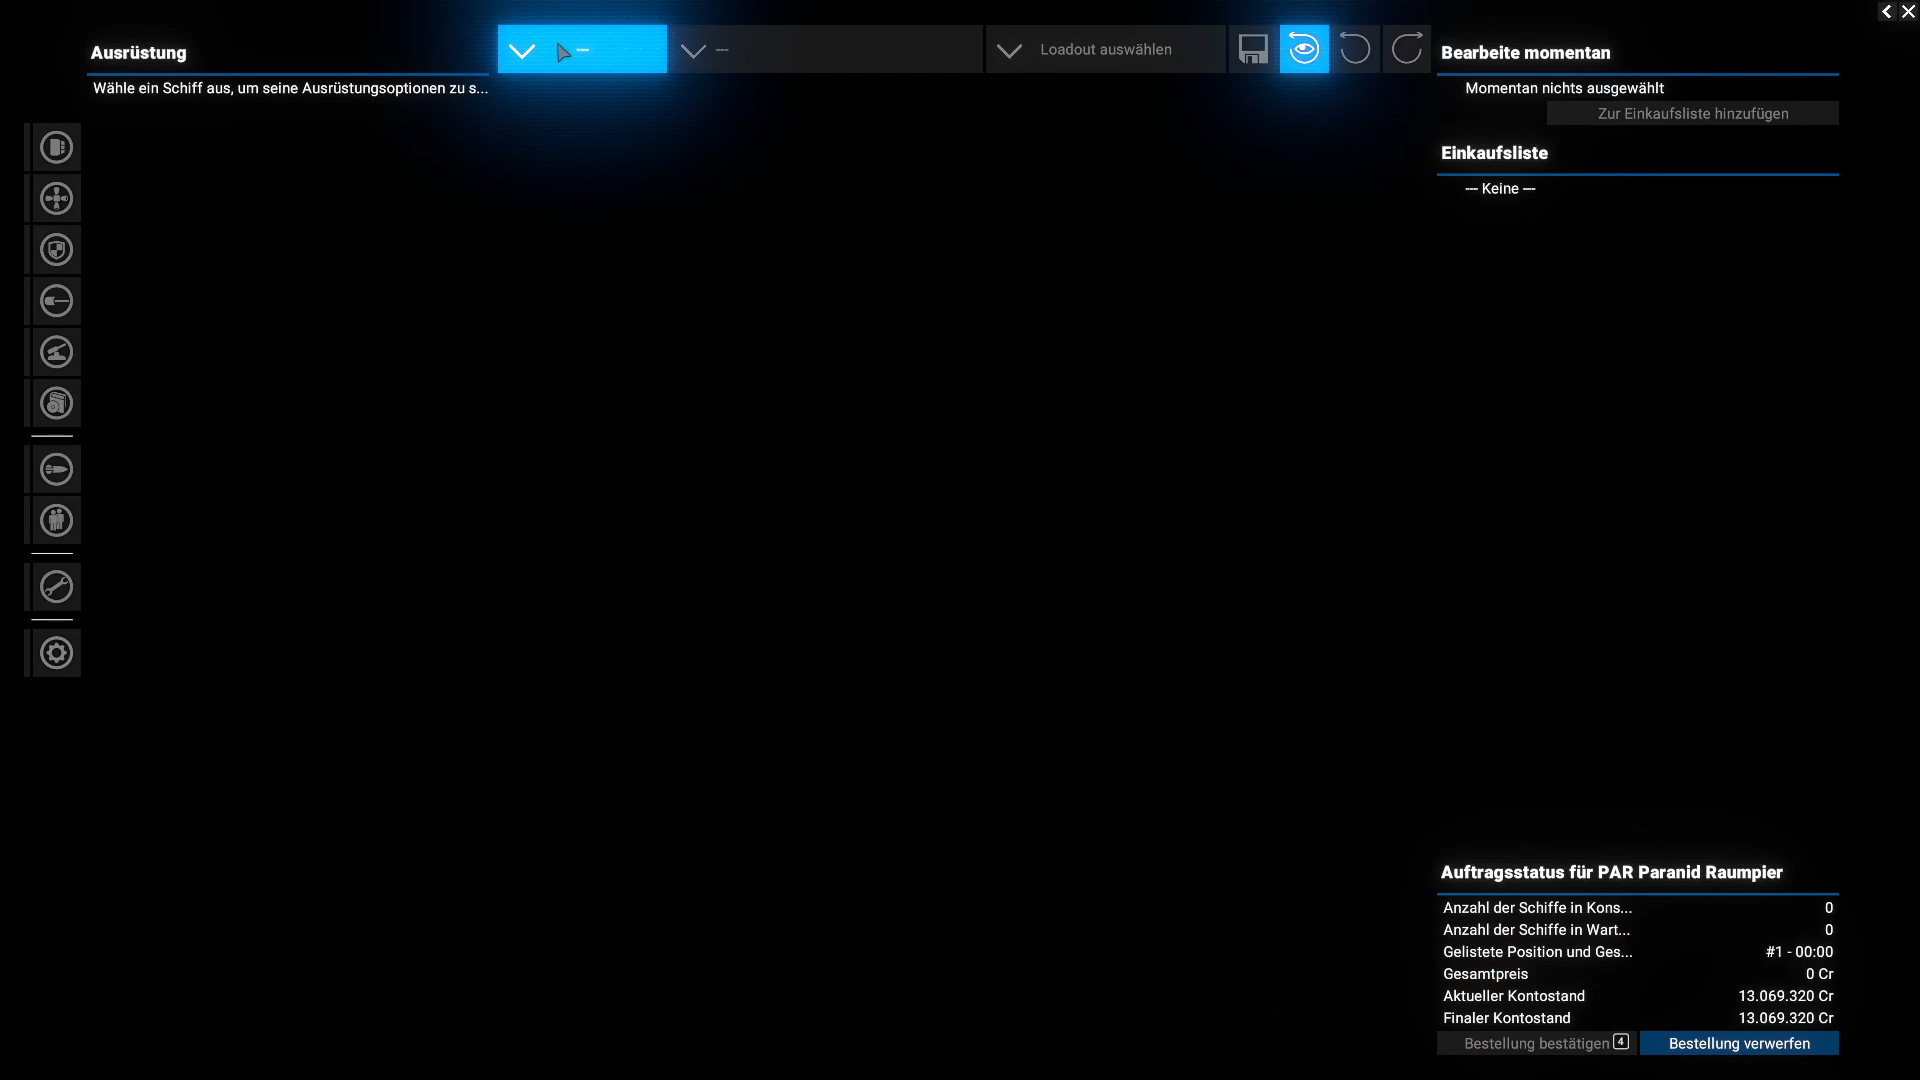 Ausrüstung
Wähle ein Schiff aus, um seine Ausrüstungsoptionen zu s...
---
---
Loadout auswählen
Bearbeite momentan
Momentan nichts ausgewählt
Zur Einkaufsliste hinzufügen
Einkaufsliste
--- Keine ---
Auftragsstatus für PAR Paranid Raumpier
Anzahl der Schiffe in Kons... 0
Anzahl der Schiffe in Wart... 0
Gelistete Position und Ges... #1 - 00:00
Gesamtpreis 0 Cr
Aktueller Kontostand 13.069.320 Cr
Finaler Kontostand 13.069.320 Cr
Bestellung bestätigen 4 Bestellung verwerfen